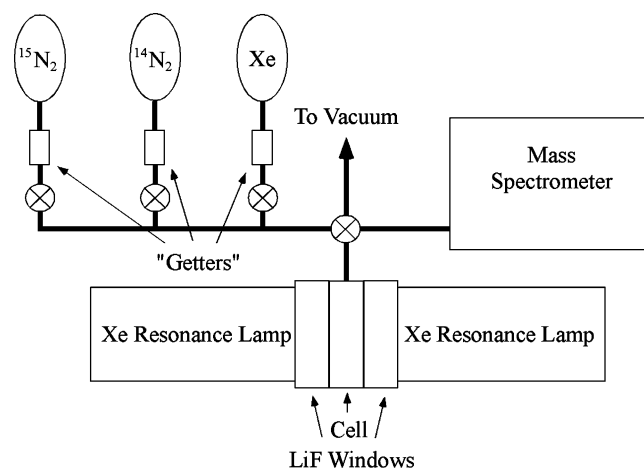 ¹⁵N₂
¹⁴N₂
Xe
To Vacuum
Mass
Spectrometer
"Getters"
Xe Resonance Lamp
Xe Resonance Lamp
Cell
LiF Windows